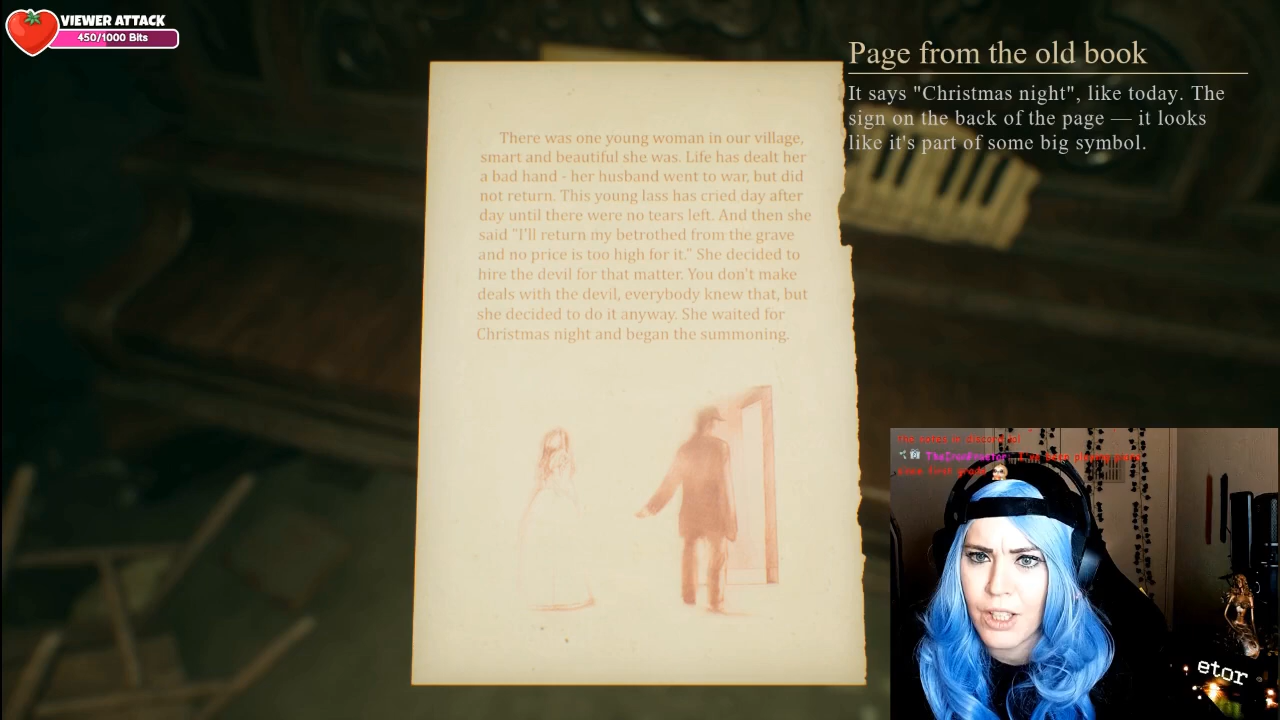 VIEWER ATTACK
450/1000 Bits
Page from the old book
It says "Christmas night", like today. The
sign on the back of the page — it looks
like it's part of some big symbol.
There was one young woman in our village,
smart and beautiful she was. Life has dealt her
a bad hand - her husband went to war, but did
not return. This young lass has cried day after
day until there were no tears left. And then she
said "I'll return my betrothed from the grave
and no price is too high for it." She decided to
hire the devil for that matter. You don't make
deals with the devil, everybody knew that, but
she decided to do it anyway. She waited for
Christmas night and began the summoning.
etor